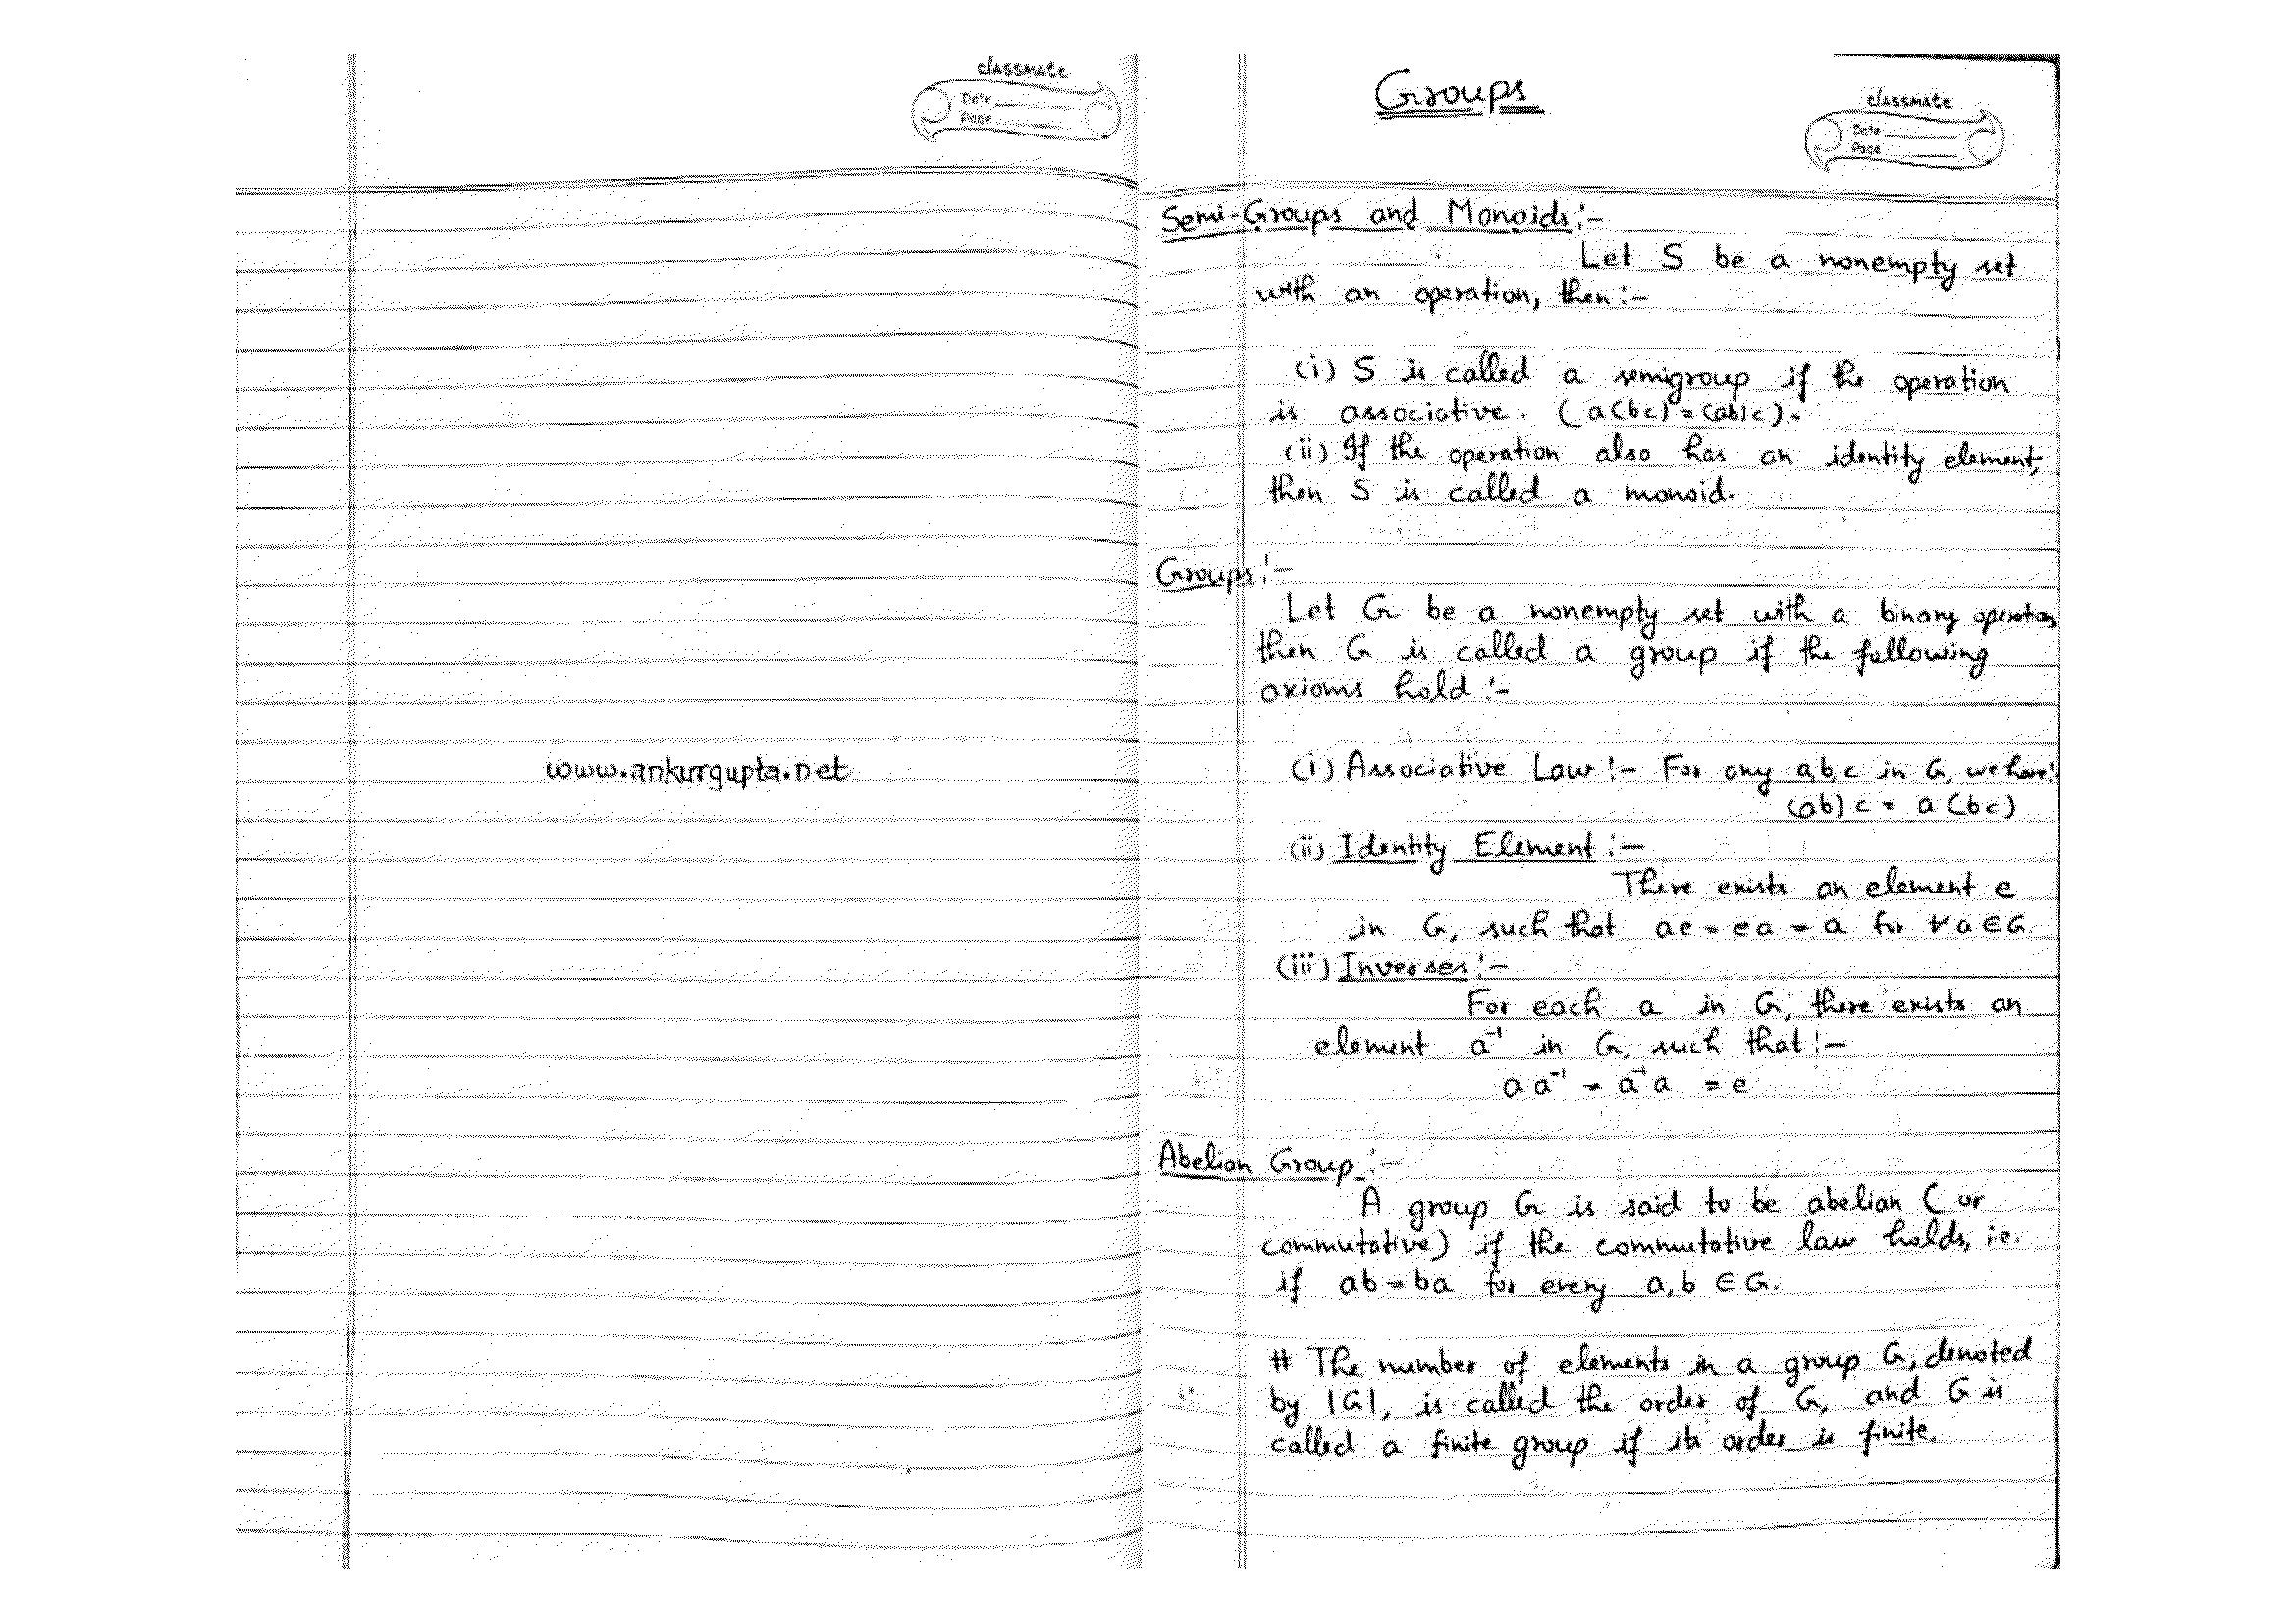 classmate
Date
Page
www.ankurgupta.net
Groups
classmate
Date
Page
Semi-Groups and Monoids:-
Let S be a nonempty set
with an operation, then:-
(i) S is called a semigroup if the operation
is associative. (a(bc)=(ab)c).
(ii) If the operation also has an identity element,
then S is called a monoid.
Groups:-
Let G be a nonempty set with a binary operation,
then G is called a group if the following
axioms hold:-
(i) Associative Law:- For any abc in G, we have:
(ab)c = a(bc)
(ii) Identity Element:-
There exists an element e
in G, such that ae = ea = a for ∀ a ∈ G.
(iii) Inverses:-
For each a in G, there exists an
element a⁻¹ in G, such that:-
a a⁻¹ = a⁻¹ a = e
Abelian Group:-
A group G is said to be abelian (or
commutative) if the commutative law holds, i.e.
if ab = ba for every a,b ∈ G.
# The number of elements in a group G, denoted
by |G|, is called the order of G, and G is
called a finite group if its order is finite.